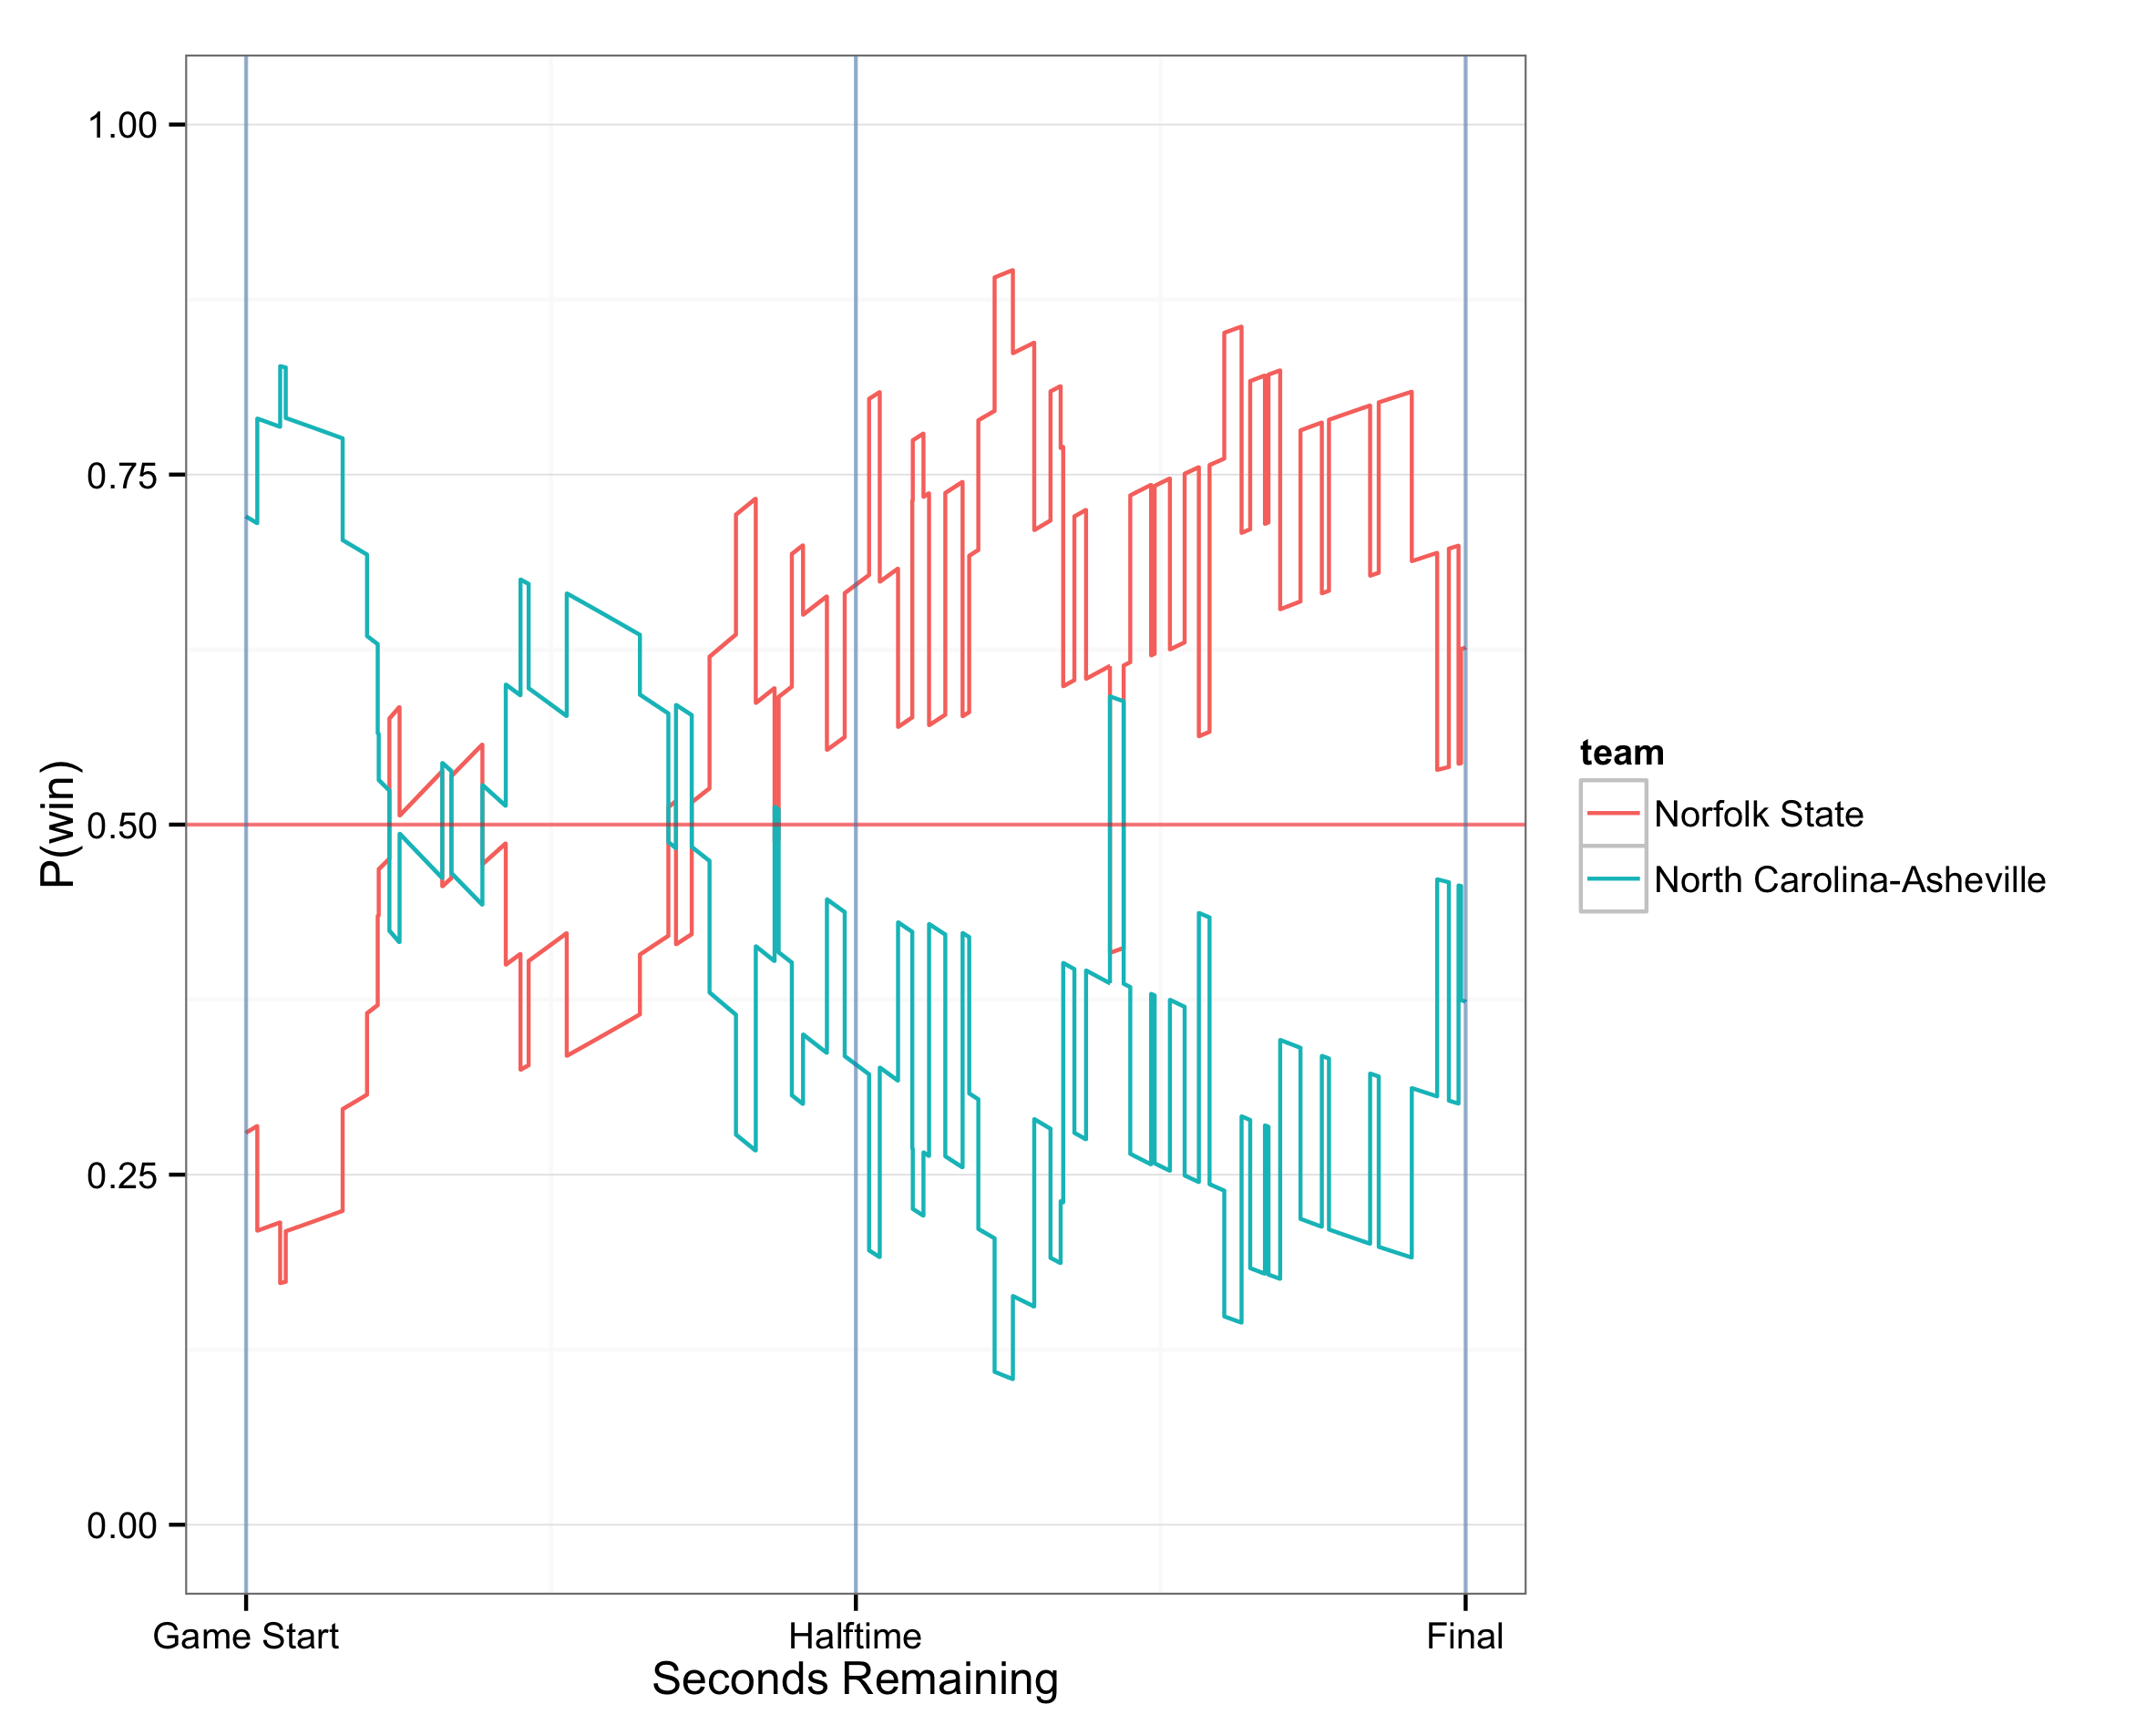 P(win)
1.00
0.75
0.50
0.25
0.00
Game Start
Halftime
Final
Seconds Remaining
team
Norfolk State
North Carolina-Asheville